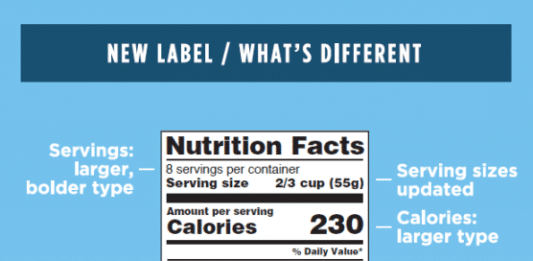 NEW LABEL / WHAT'S DIFFERENT
Servings:
larger,
bolder type
Nutrition Facts
8 servings per container
Serving size 2/3 cup (55g)
Amount per serving
Calories 230
% Daily Value*
Serving sizes
updated
Calories:
larger type